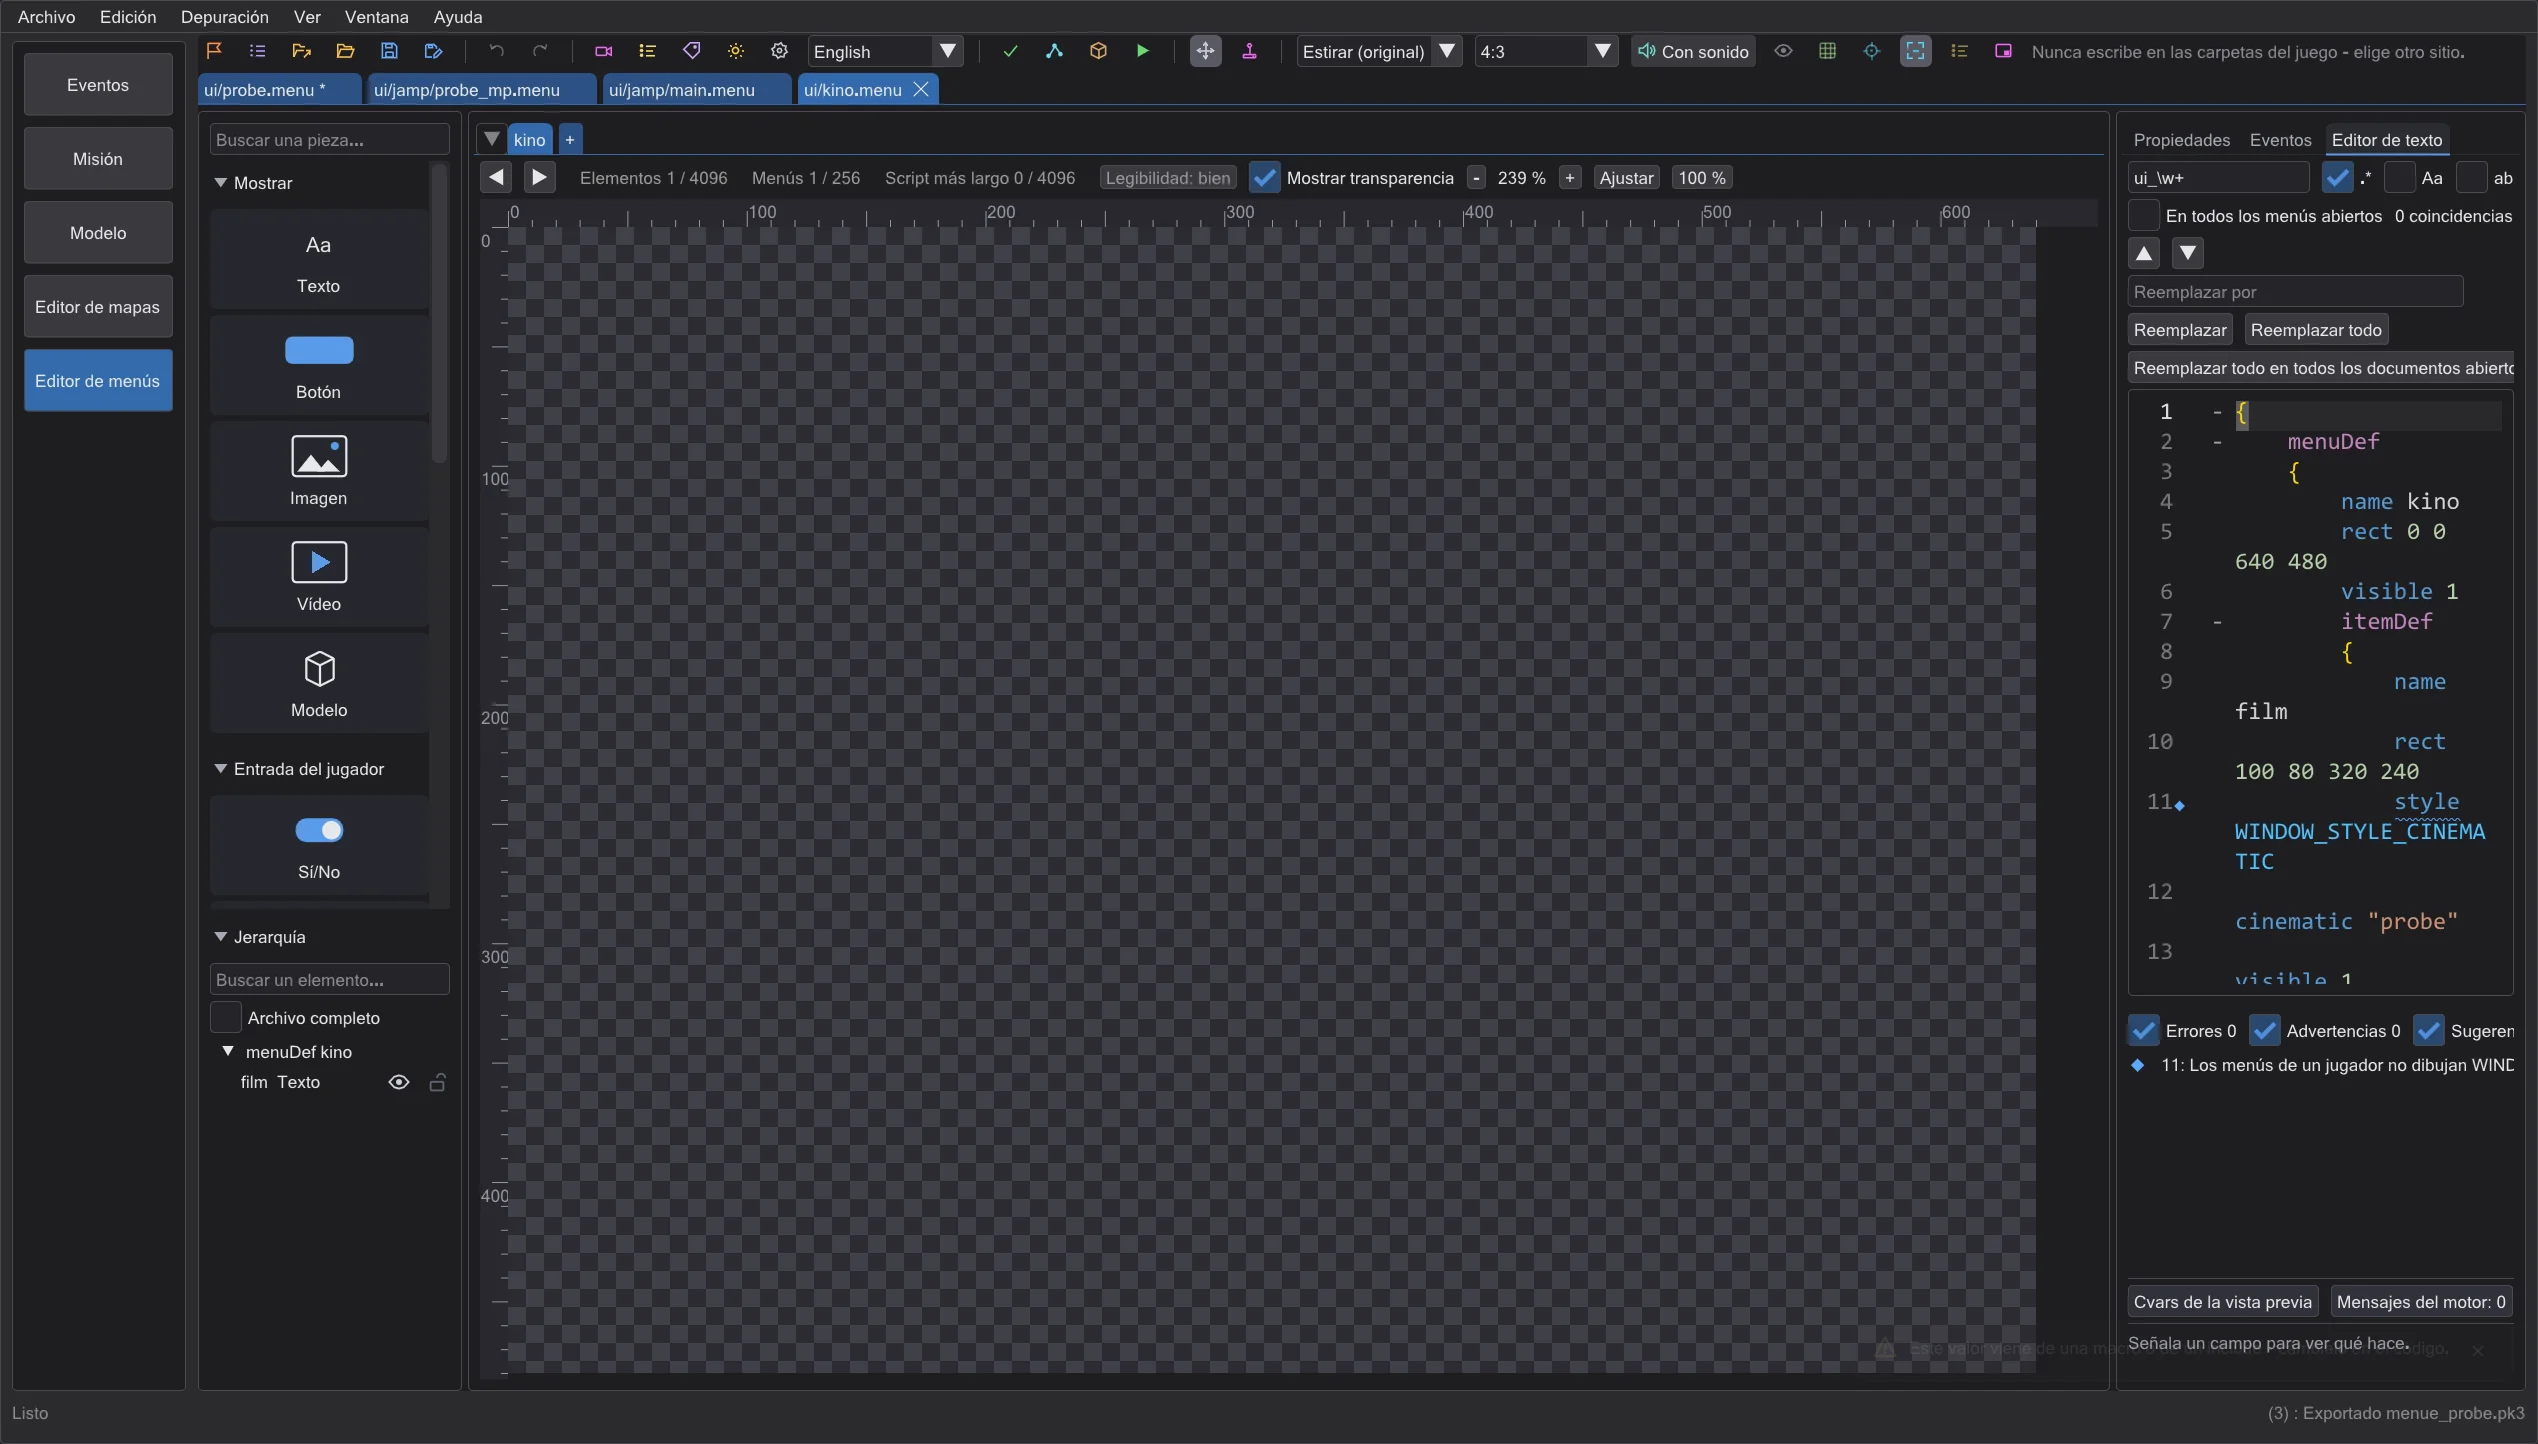 Archivo Edición Depuración Ver Ventana Ayuda
English
Estirar (original)
4:3
Con sonido
Nunca escribe en las carpetas del juego - elige otro sitio.
Eventos
Misión
Modelo
Editor de mapas
Editor de menús
ui/probe.menu *
ui/jamp/probe_mp.menu
ui/jamp/main.menu
ui/kino.menu
Buscar una pieza...
Mostrar
Aa
Texto
Botón
Imagen
Vídeo
Modelo
Entrada del jugador
Sí/No
Jerarquía
Buscar un elemento...
Archivo completo
menuDef kino
film Texto
kino +
Elementos 1 / 4096 Menús 1 / 256 Script más largo 0 / 4096 Legibilidad: bien Mostrar transparencia - 239 % + Ajustar 100 %
0 100 200 300 400 500 600
0
100
200
300
400
Propiedades Eventos Editor de texto
ui_\w+ .* Aa ab
En todos los menús abiertos 0 coincidencias
Reemplazar por
Reemplazar Reemplazar todo
Reemplazar todo en todos los documentos abierto
1 - {
2 - menuDef
3 {
4 name kino
5 rect 0 0
640 480
6 visible 1
7 - itemDef
8 {
9 name
film
10 rect
100 80 320 240
11 style
WINDOW_STYLE_CINEMA
TIC
12
cinematic "probe"
13
visible 1
Errores 0 Advertencias 0 Sugeren
11: Los menús de un jugador no dibujan WIND
Cvars de la vista previa Mensajes del motor: 0
Señala un campo para ver qué hace.
Este valor viene de una mac
Listo
(3) : Exportado menue_probe.pk3